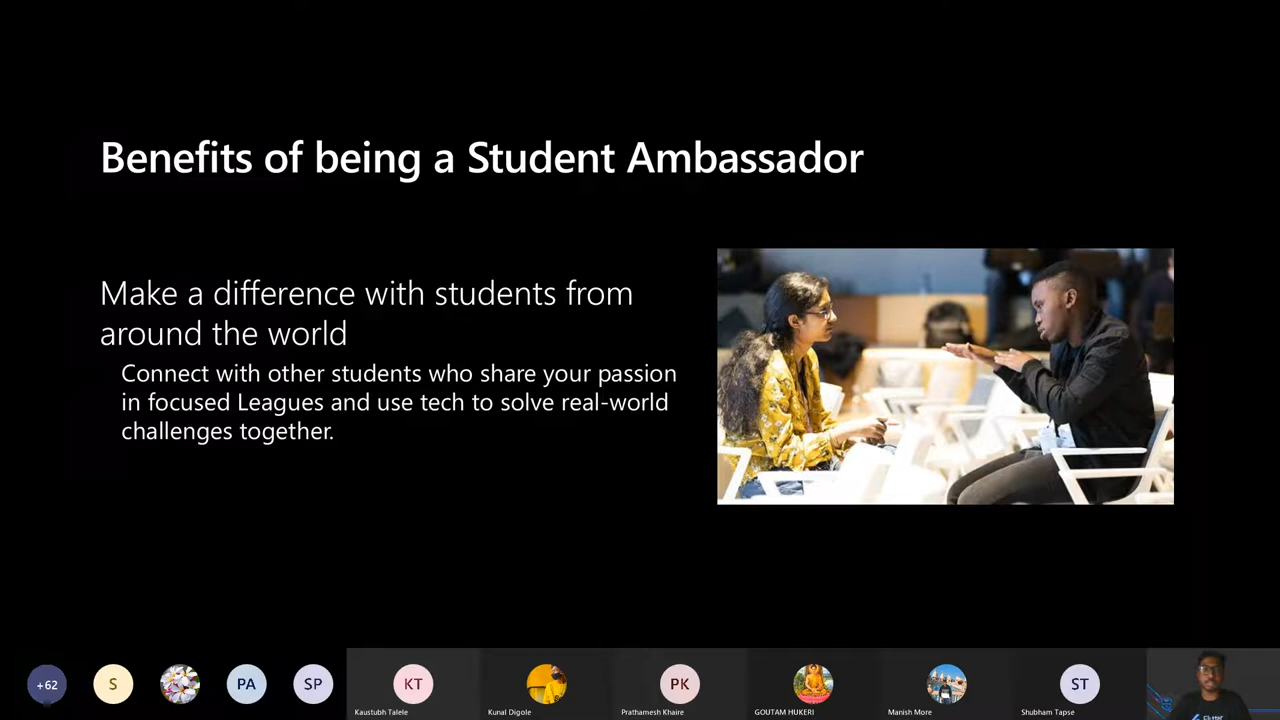 Benefits of being a Student Ambassador
Make a difference with students from
around the world
Connect with other students who share your passion
in focused Leagues and use tech to solve real-world
challenges together.
+62
S
PA
SP
KT
PK
ST
Kaustubh Talele
Kunal Digole
Prathamesh Khaire
GOUTAM HUKERI
Manish More
Shubham Tapse
Flutter